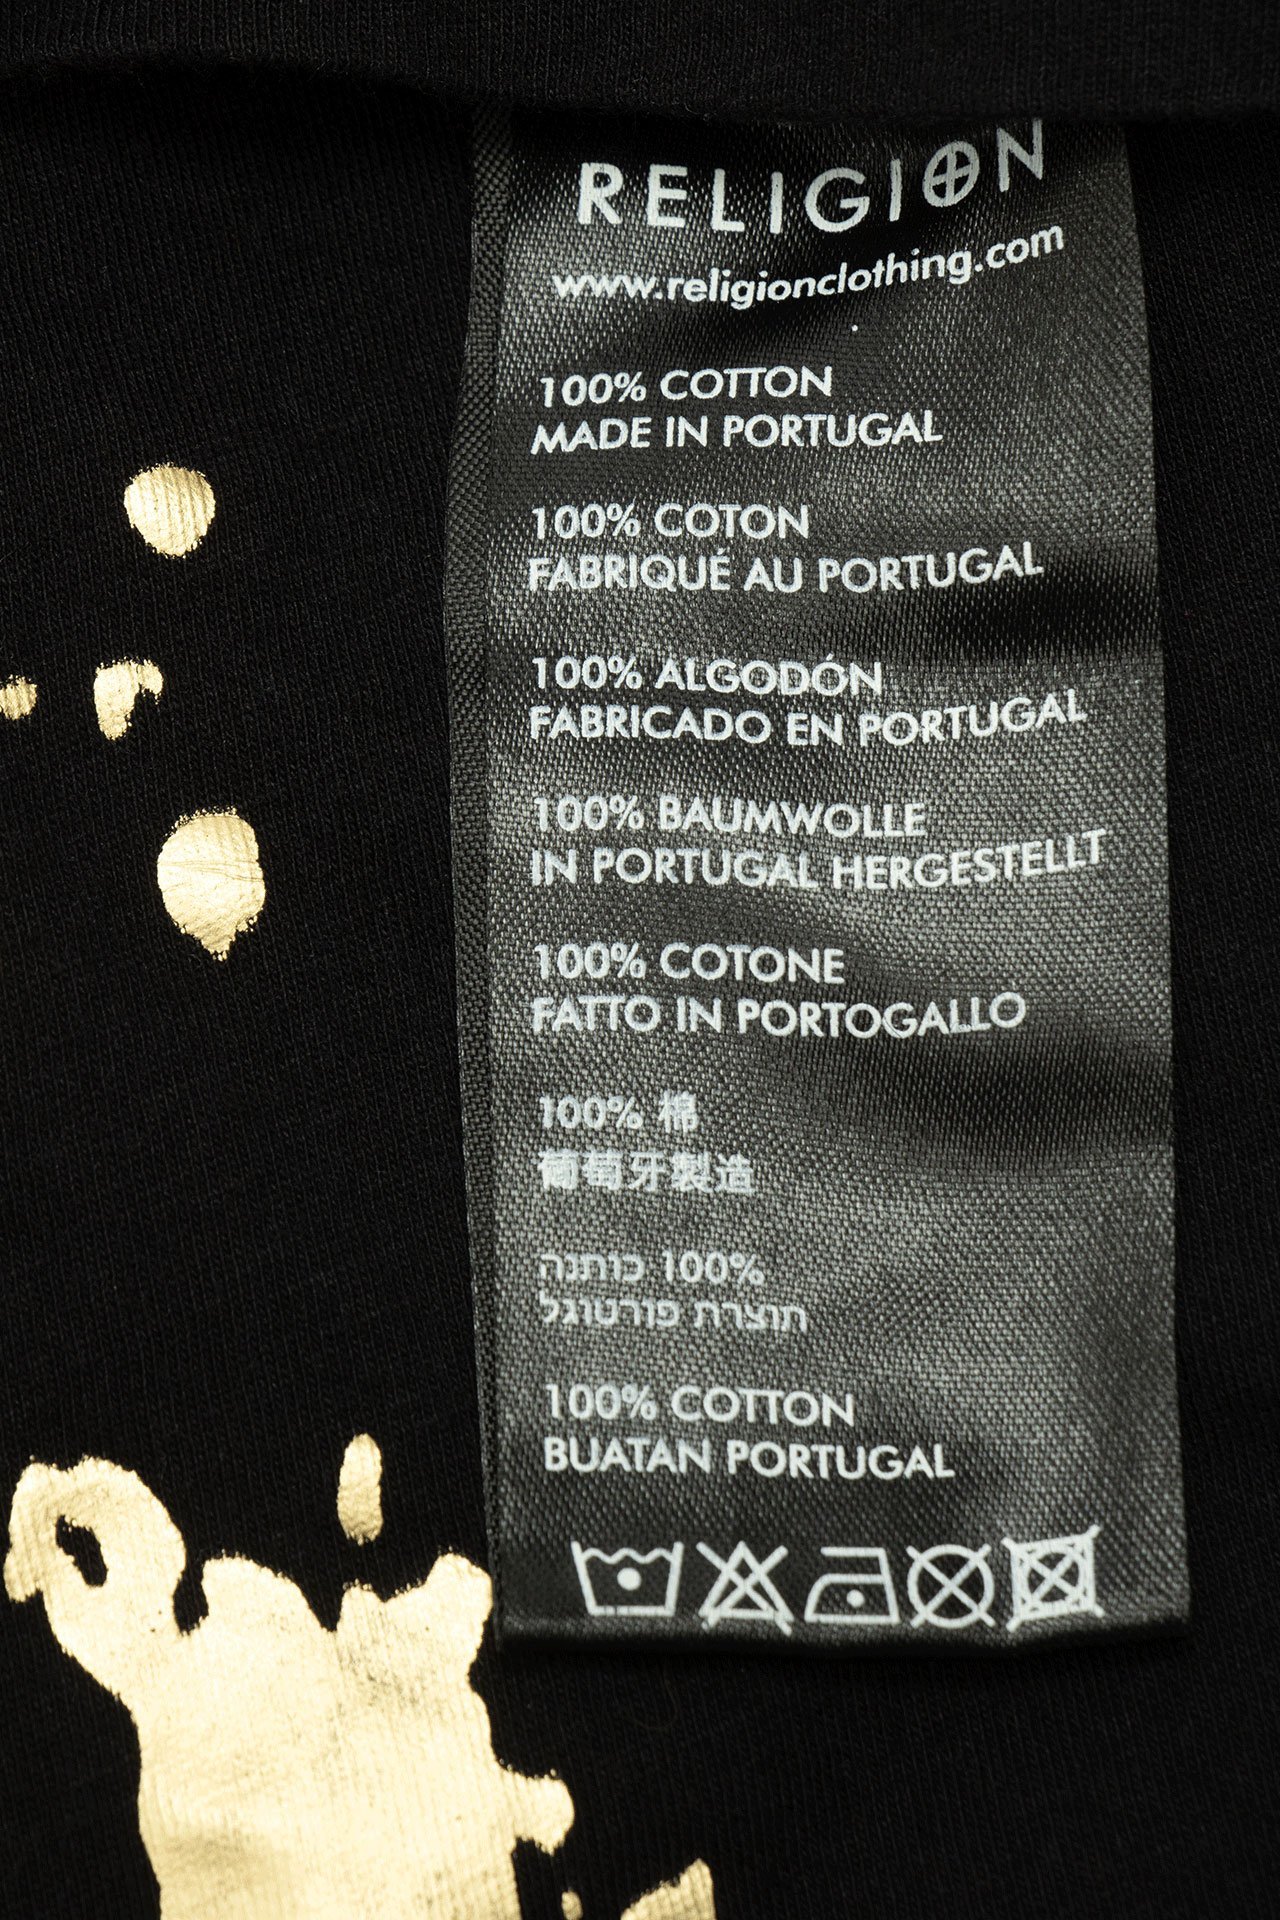 RELIGION
www.religionclothing.com
100% COTTON
MADE IN PORTUGAL
100% COTON
FABRIQUÉ AU PORTUGAL
100% ALGODÓN
FABRICADO EN PORTUGAL
100% BAUMWOLLE
IN PORTUGAL HERGESTELLT
100% COTONE
FATTO IN PORTOGALLO
100% 棉
葡萄牙製造
100% כותנה
תוצרת פורטוגל
100% COTTON
BUATAN PORTUGAL